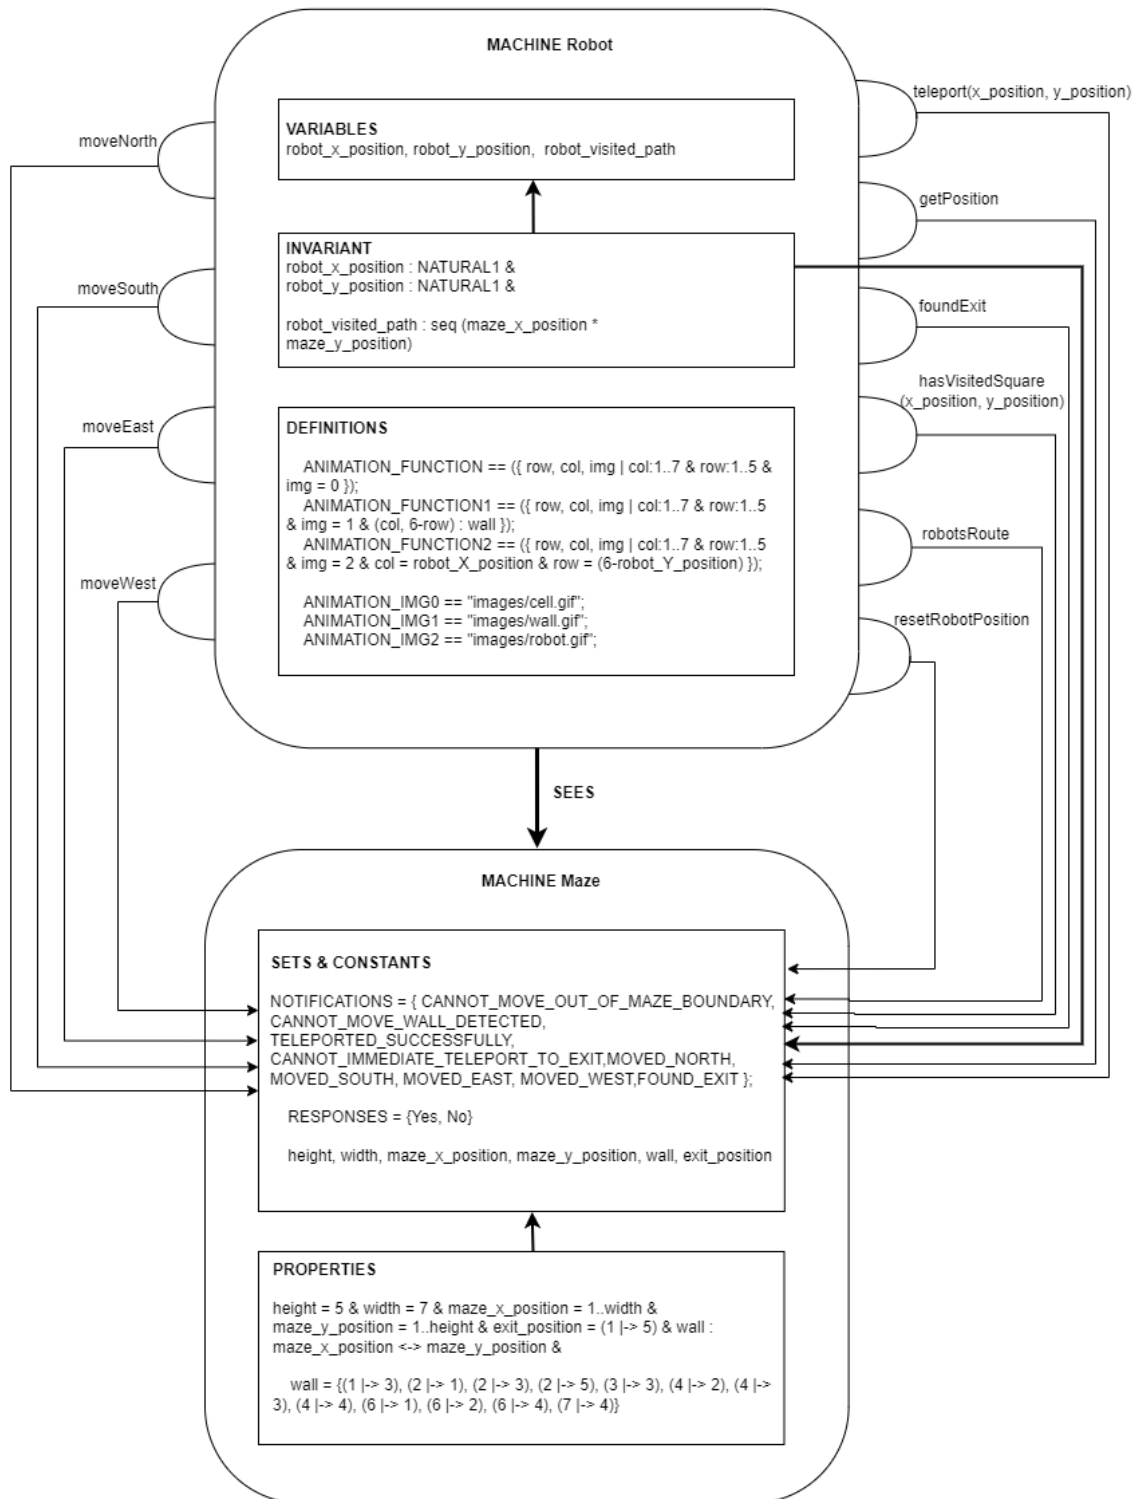 MACHINE Robot
VARIABLES
robot_x_position, robot_y_position,  robot_visited_path
INVARIANT
robot_x_position : NATURAL1 &
robot_y_position : NATURAL1 &
robot_visited_path : seq (maze_x_position *
maze_y_position)
DEFINITIONS
ANIMATION_FUNCTION == ({ row, col, img | col:1..7 & row:1..5 &
img = 0 });
ANIMATION_FUNCTION1 == ({ row, col, img | col:1..7 & row:1..5
& img = 1 & (col, 6-row) : wall });
ANIMATION_FUNCTION2 == ({ row, col, img | col:1..7 & row:1..5
& img = 2 & col = robot_X_position & row = (6-robot_Y_position) });
ANIMATION_IMG0 == "images/cell.gif";
ANIMATION_IMG1 == "images/wall.gif";
ANIMATION_IMG2 == "images/robot.gif";
moveNorth
moveSouth
moveEast
moveWest
teleport(x_position, y_position)
getPosition
foundExit
hasVisitedSquare
(x_position, y_position)
robotsRoute
resetRobotPosition
SEES
MACHINE Maze
SETS & CONSTANTS
NOTIFICATIONS = { CANNOT_MOVE_OUT_OF_MAZE_BOUNDARY,
CANNOT_MOVE_WALL_DETECTED,
TELEPORTED_SUCCESSFULLY,
CANNOT_IMMEDIATE_TELEPORT_TO_EXIT,MOVED_NORTH,
MOVED_SOUTH, MOVED_EAST, MOVED_WEST,FOUND_EXIT };
RESPONSES = {Yes, No}
height, width, maze_x_position, maze_y_position, wall, exit_position
PROPERTIES
height = 5 & width = 7 & maze_x_position = 1..width &
maze_y_position = 1..height & exit_position = (1 |-> 5) & wall :
maze_x_position <-> maze_y_position &
wall = {(1 |-> 3), (2 |-> 1), (2 |-> 3), (2 |-> 5), (3 |-> 3), (4 |-> 2), (4 |->
3), (4 |-> 4), (6 |-> 1), (6 |-> 2), (6 |-> 4), (7 |-> 4)}